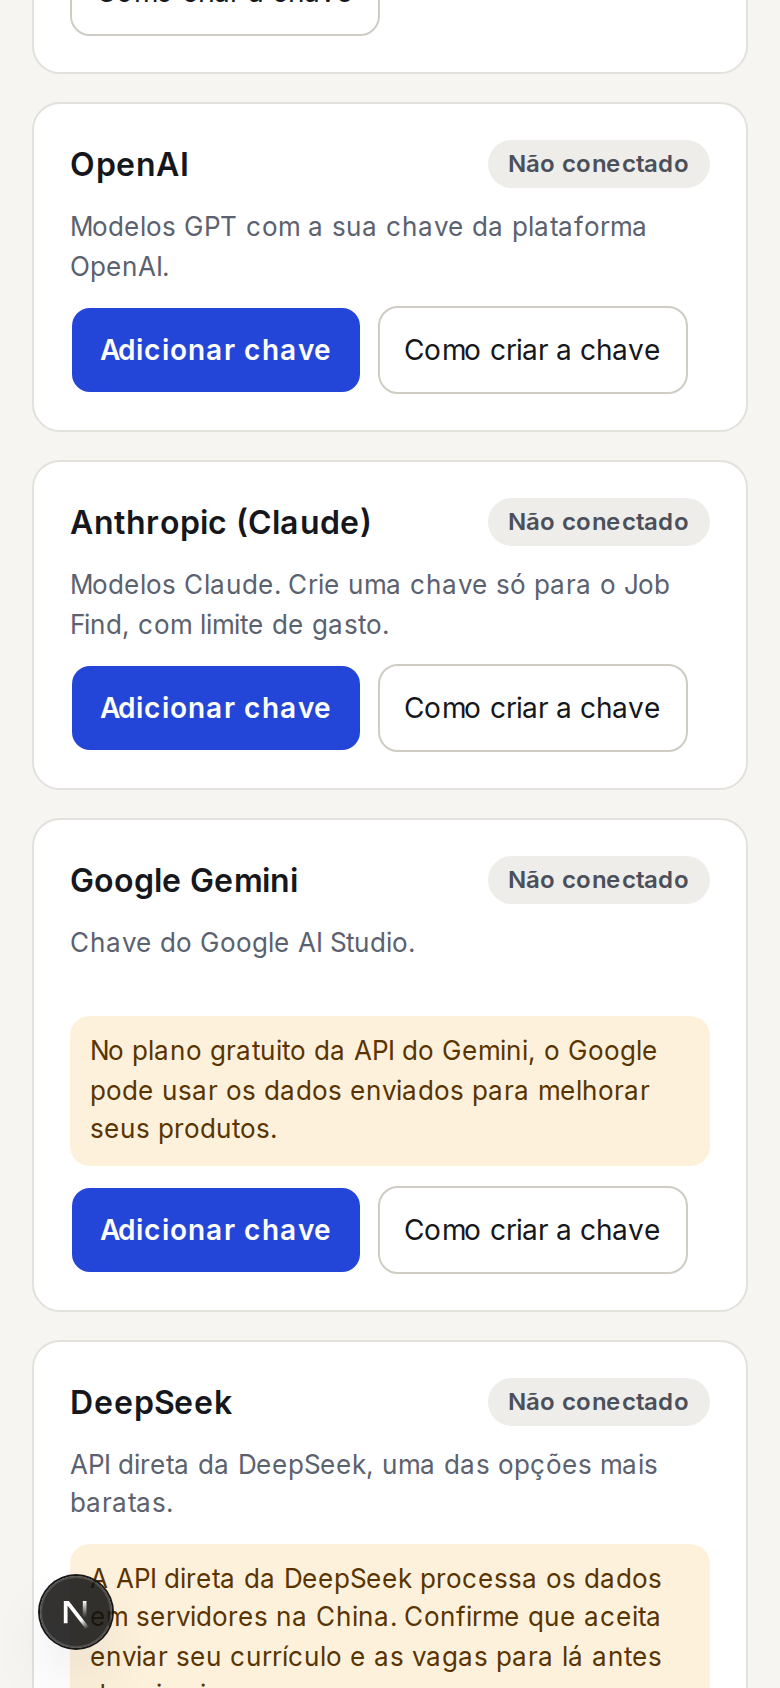 OpenAI
Não conectado
Modelos GPT com a sua chave da plataforma
OpenAI.
Adicionar chave
Como criar a chave
Anthropic (Claude)
Não conectado
Modelos Claude. Crie uma chave só para o Job
Find, com limite de gasto.
Adicionar chave
Como criar a chave
Google Gemini
Não conectado
Chave do Google AI Studio.
No plano gratuito da API do Gemini, o Google
pode usar os dados enviados para melhorar
seus produtos.
Adicionar chave
Como criar a chave
DeepSeek
Não conectado
API direta da DeepSeek, uma das opções mais
baratas.
A API direta da DeepSeek processa os dados
em servidores na China. Confirme que aceita
enviar seu currículo e as vagas para lá antes
N